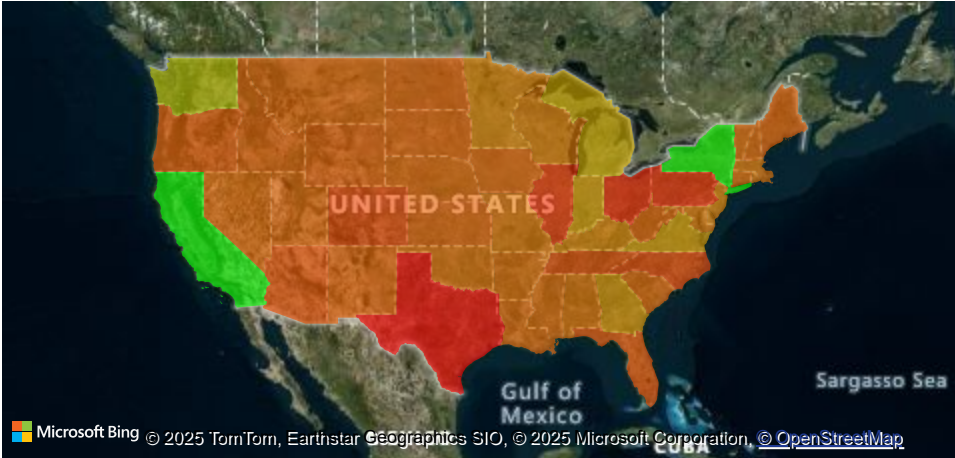 UNITED STATES
Gulf of
Mexico
Sargasso Sea
Microsoft Bing
© 2025 TomTom, Earthstar Geographics SIO, © 2025 Microsoft Corporation, © OpenStreetMap
CUBA